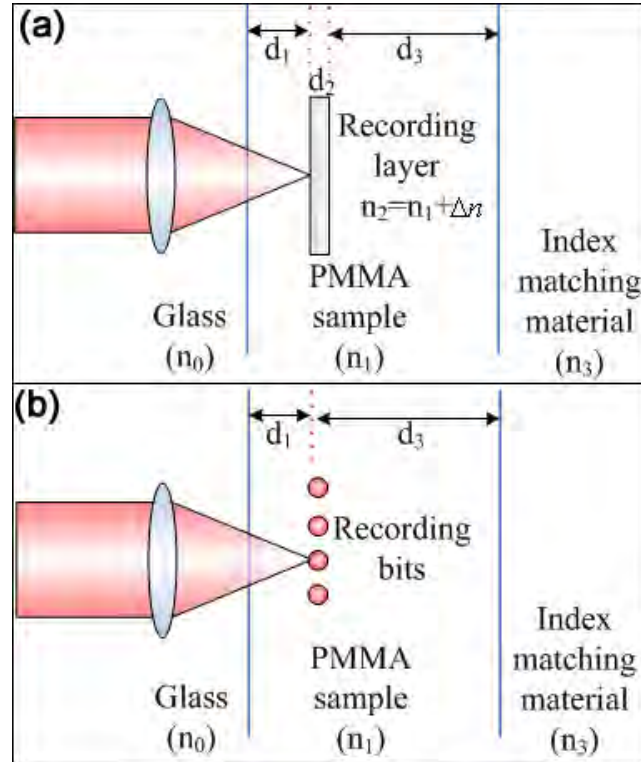 (a)
d₁
d₃
d₂
Recording
layer
n₂=n₁+Δn
Index
matching
material
(n₃)
PMMA
sample
(n₁)
Glass
(n₀)
(b)
d₁
d₃
Recording
bits
Index
matching
material
(n₃)
PMMA
sample
(n₁)
Glass
(n₀)